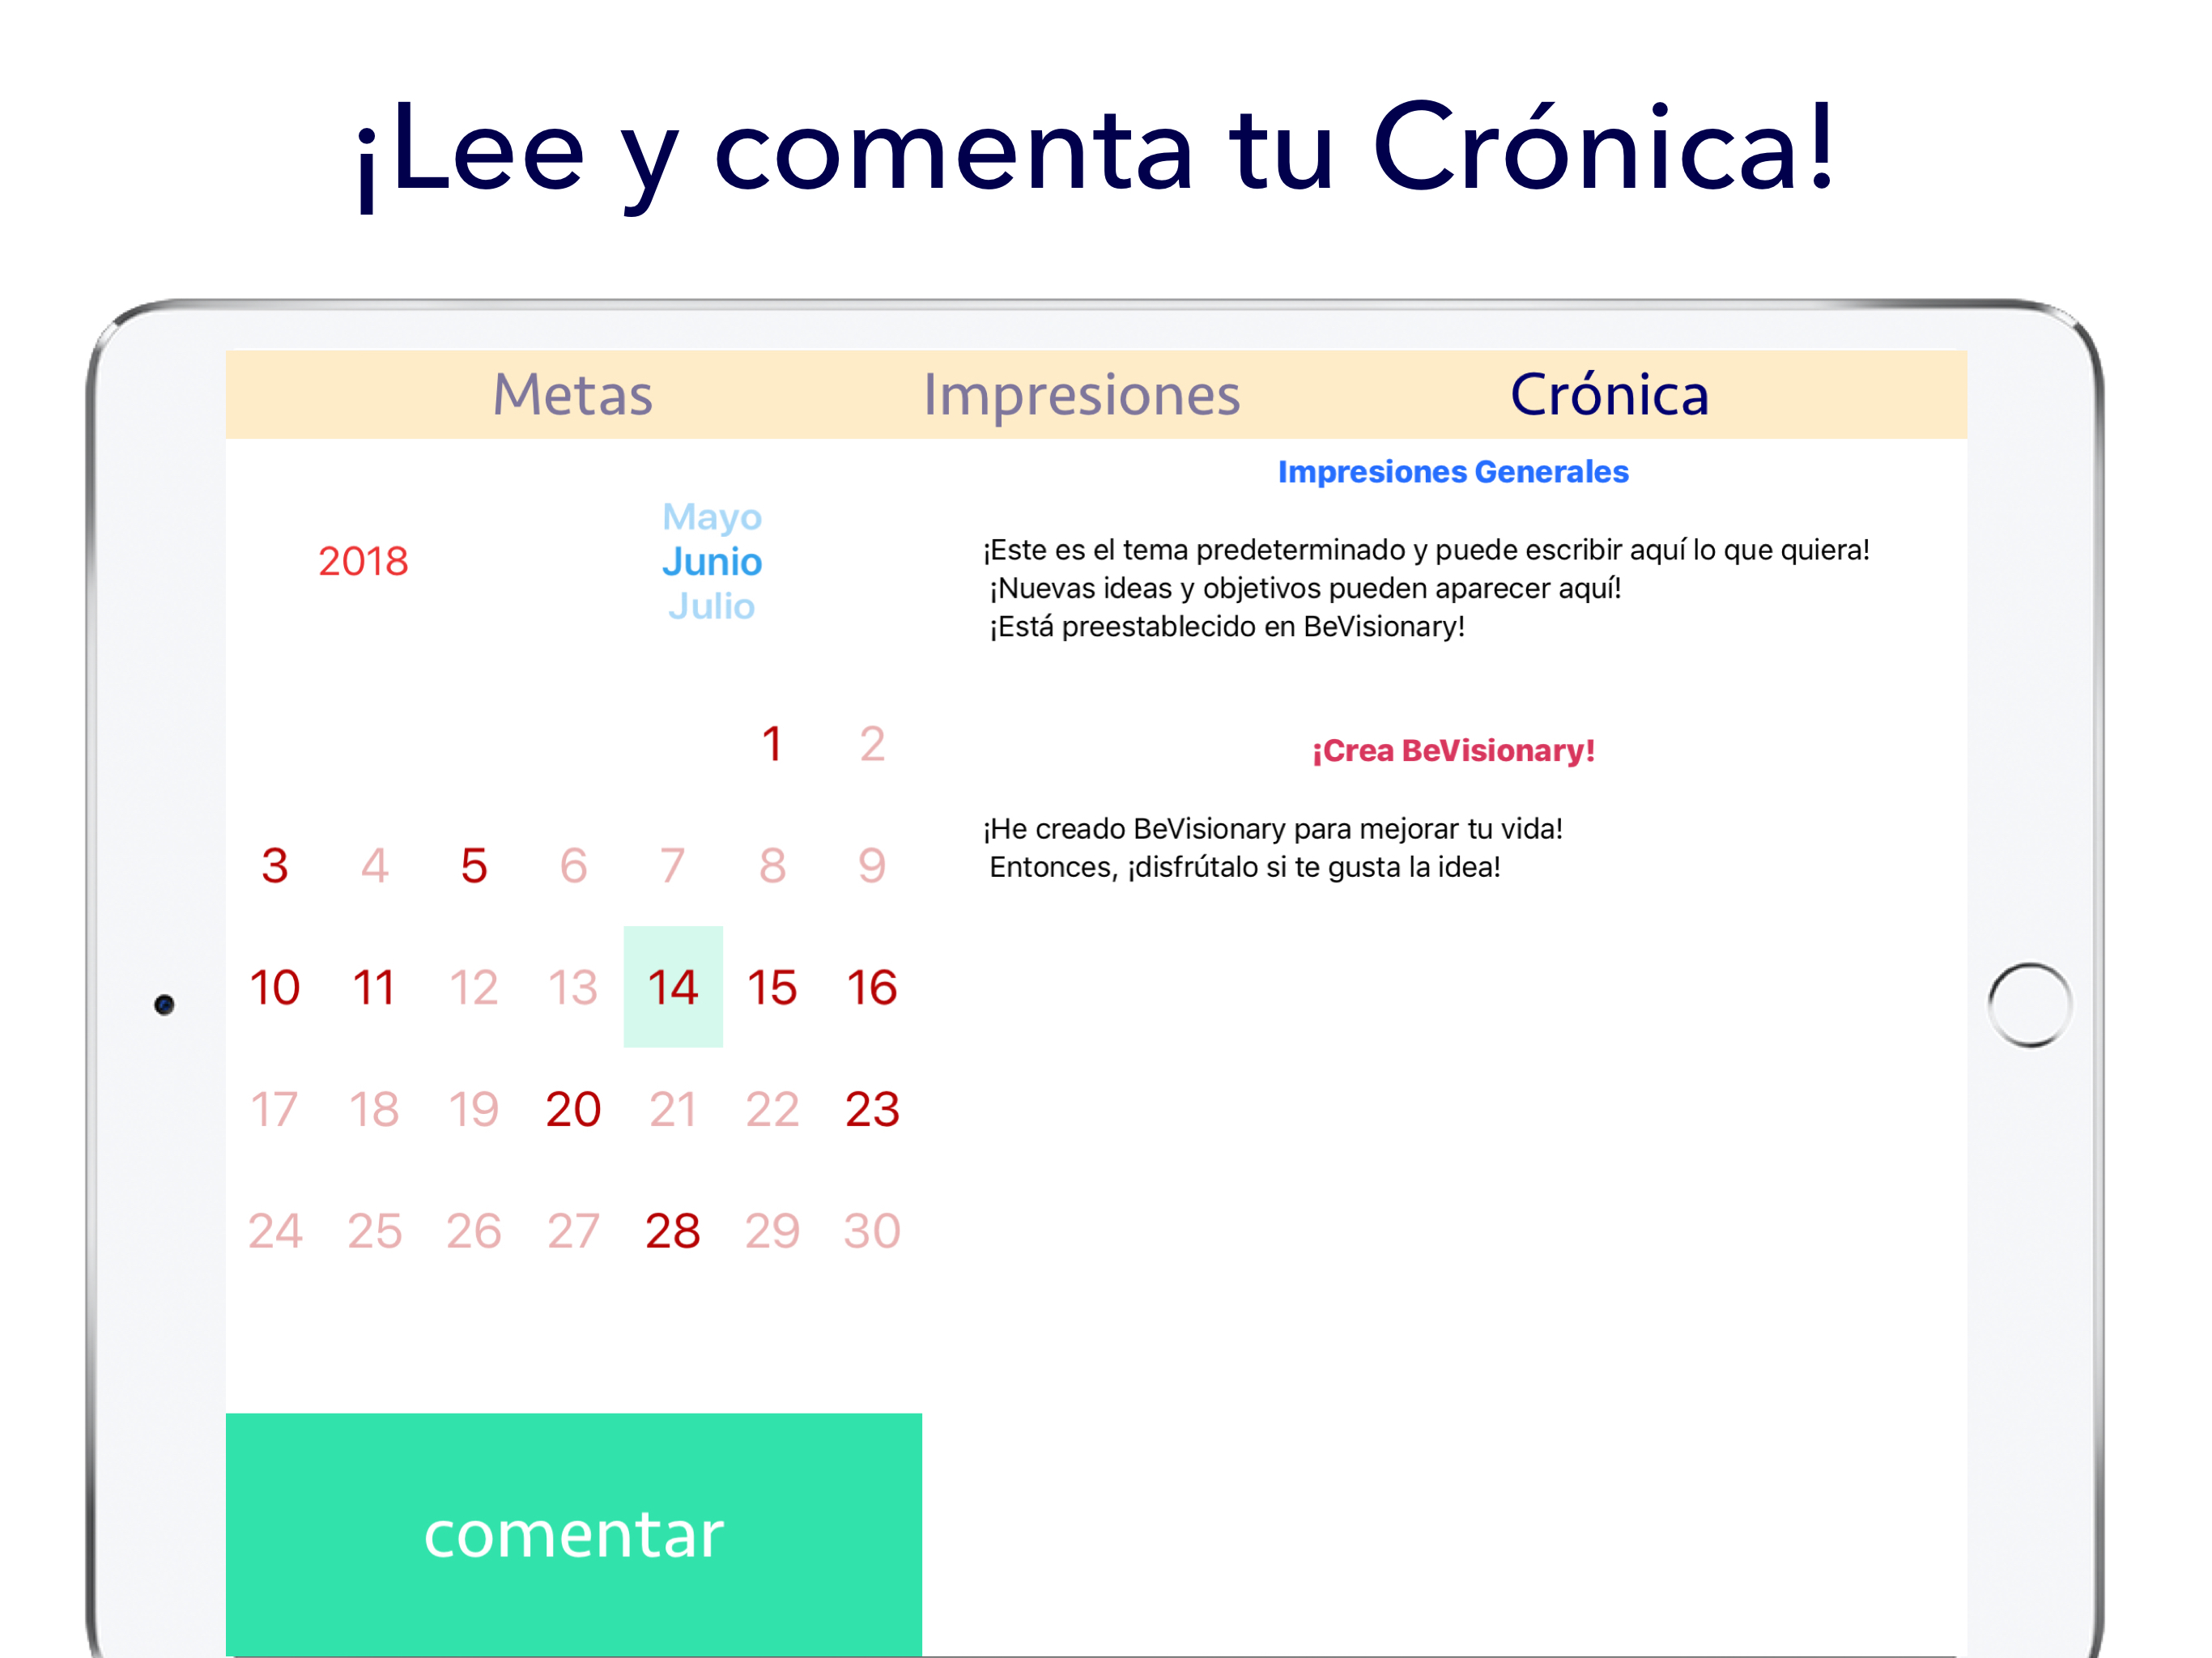 ¡Lee y comenta tu Crónica!
Metas Impresiones Crónica
2018
Mayo
Junio
Julio
1 2
3 4 5 6 7 8 9
10 11 12 13 14 15 16
17 18 19 20 21 22 23
24 25 26 27 28 29 30
comentar
Impresiones Generales
¡Este es el tema predeterminado y puede escribir aquí lo que quiera!
¡Nuevas ideas y objetivos pueden aparecer aquí!
¡Está preestablecido en BeVisionary!
¡Crea BeVisionary!
¡He creado BeVisionary para mejorar tu vida!
Entonces, ¡disfrútalo si te gusta la idea!